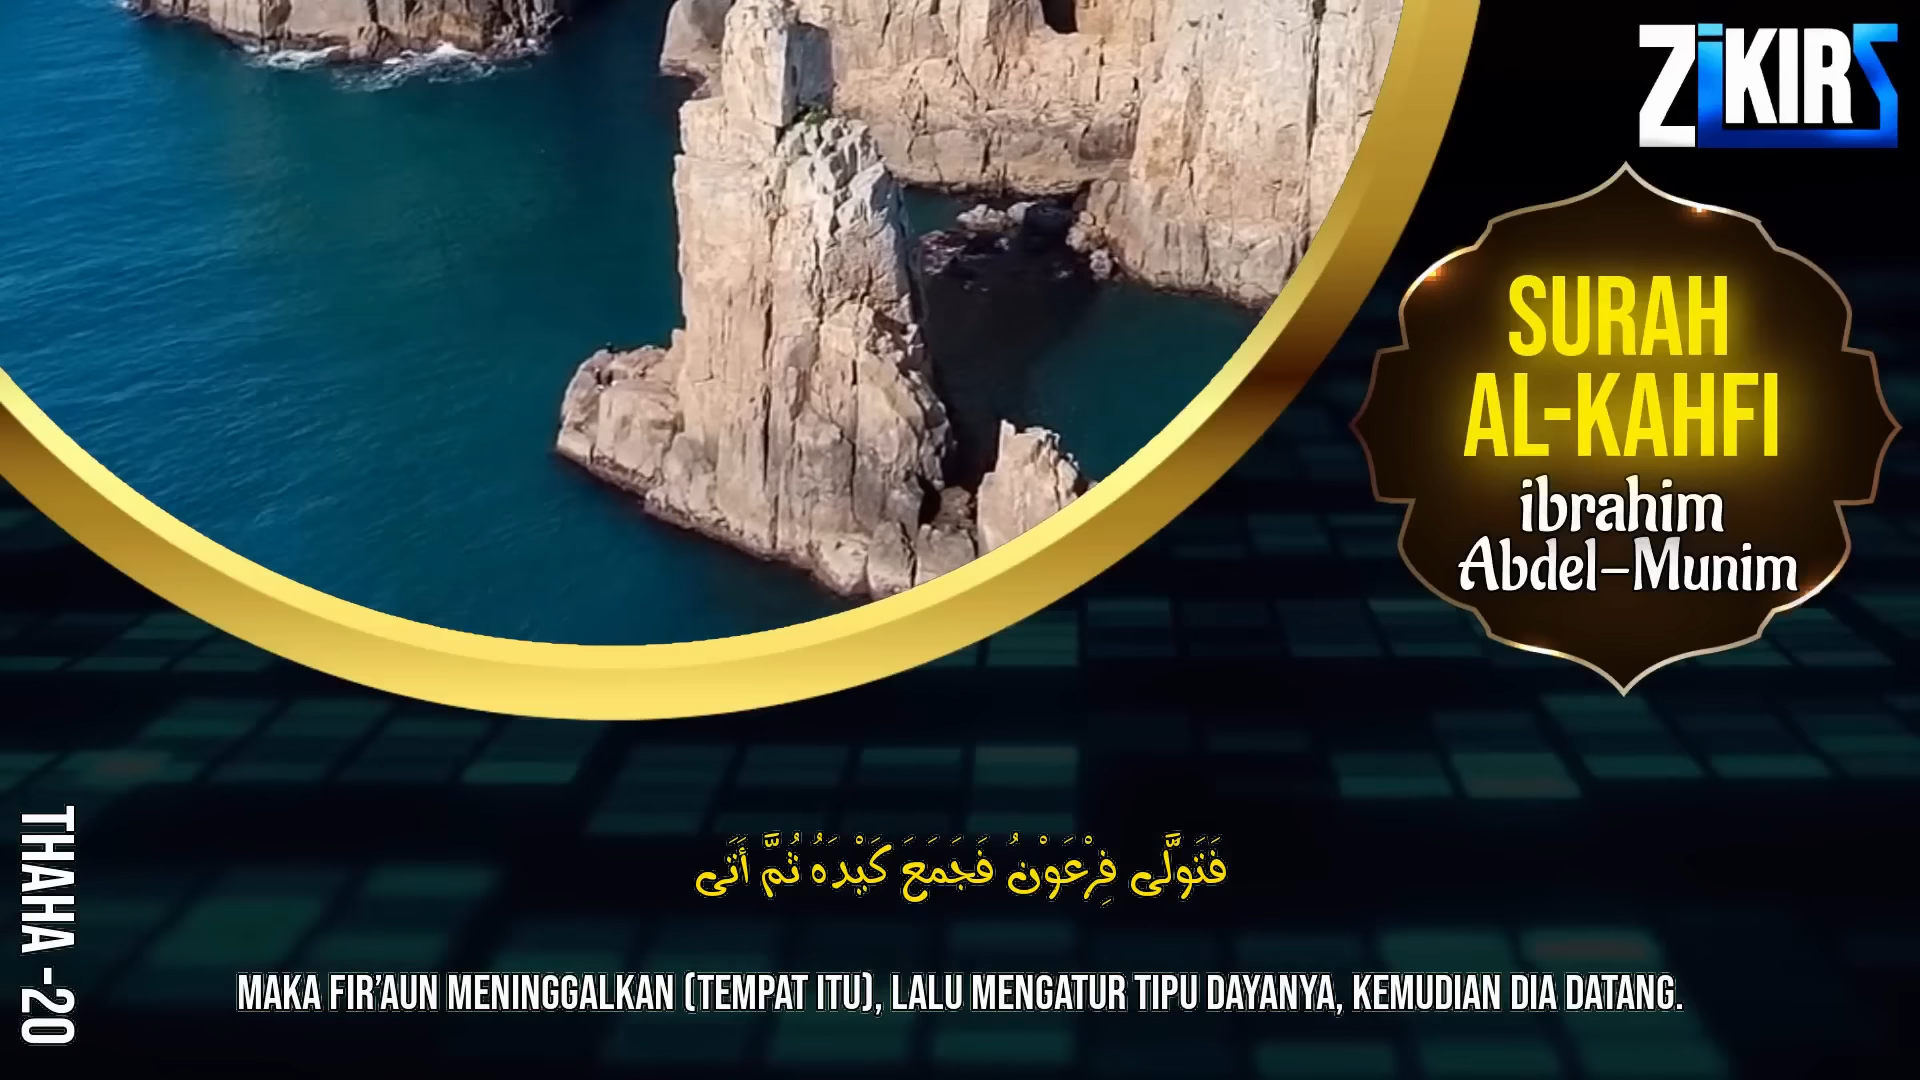 ZiKIRS
SURAH
AL-KAHFI
ibrahim
Abdel-Munim
THAHA -20
فَتَوَلَّى فِرْعَوْنُ فَجَمَعَ كَيْدَهُ ثُمَّ أَتَى
MAKA FIR’AUN MENINGGALKAN (TEMPAT ITU), LALU MENGATUR TIPU DAYANYA, KEMUDIAN DIA DATANG.